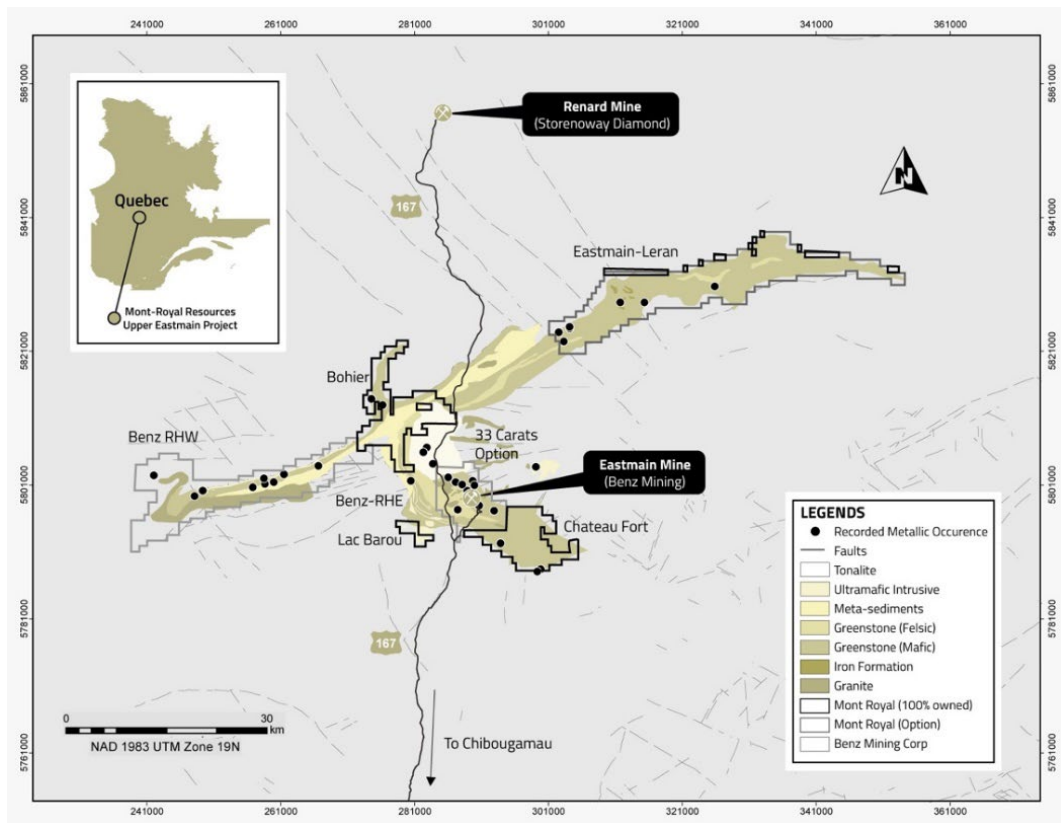 241000
261000
281000
301000
321000
341000
361000
5861000
5841000
5821000
5801000
5781000
5761000
Quebec
Mont-Royal Resources
Upper Eastmain Project
Renard Mine
(Storenoway Diamond)
N
167
Eastmain-Leran
Bohier
Benz RHW
33 Carats
Option
Eastmain Mine
(Benz Mining)
Benz-RHE
Lac Barou
Chateau Fort
167
To Chibougamau
0
30
km
NAD 1983 UTM Zone 19N
LEGENDS
Recorded Metallic Occurence
Faults
Tonalite
Ultramafic Intrusive
Meta-sediments
Greenstone (Felsic)
Greenstone (Mafic)
Iron Formation
Granite
Mont Royal (100% owned)
Mont Royal (Option)
Benz Mining Corp
5861000
5841000
5821000
5801000
5781000
5761000
241000
261000
281000
301000
321000
341000
361000